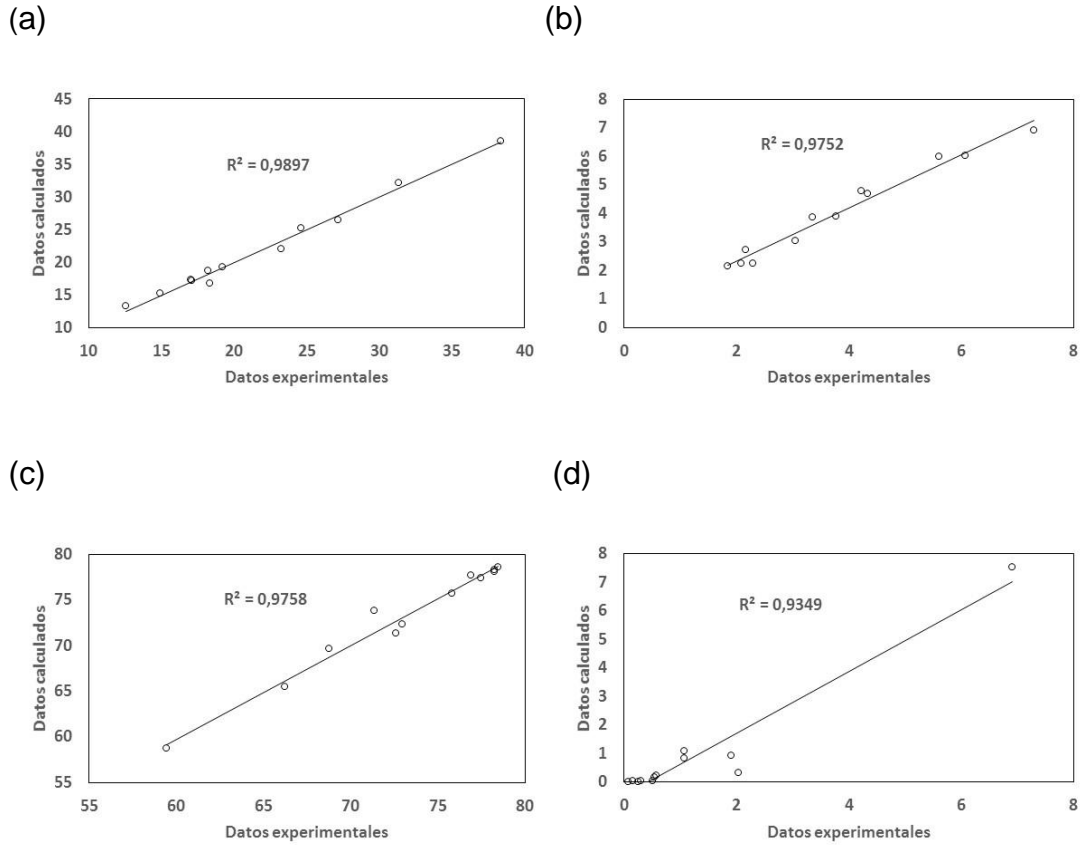 (a)
45
40
35
30
25
20
15
10
10 15 20 25 30 35 40
Datos calculados
Datos experimentales
R² = 0,9897
(b)
8
7
6
5
4
3
2
1
0
0 2 4 6 8
Datos calculados
Datos experimentales
R² = 0,9752
(c)
80
75
70
65
60
55
55 60 65 70 75 80
Datos calculados
Datos experimentales
R² = 0,9758
(d)
8
7
6
5
4
3
2
1
0
0 2 4 6 8
Datos calculados
Datos experimentales
R² = 0,9349